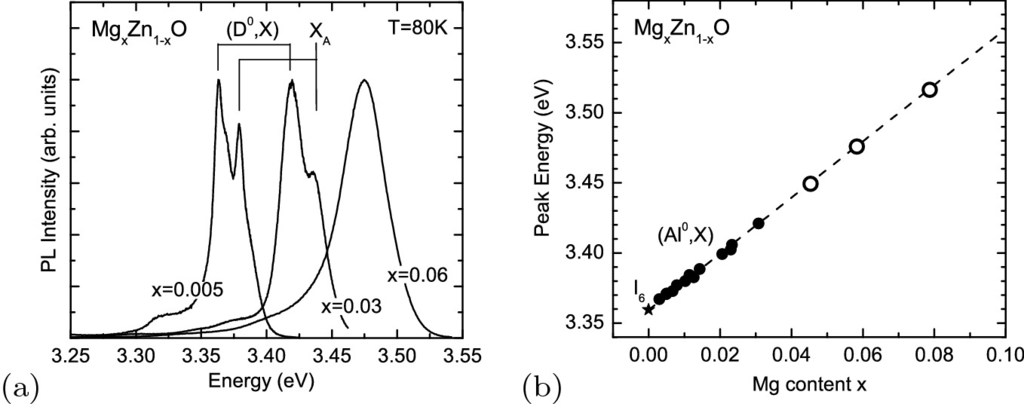 MgₓZn₁₋ₓO
(D⁰,X)
X_A
T=80K
PL Intensity (arb. units)
x=0.005
x=0.03
x=0.06
3.25 3.30 3.35 3.40 3.45 3.50 3.55
Energy (eV)
(a)
MgₓZn₁₋ₓO
Peak Energy (eV)
3.55
3.50
3.45
3.40
3.35
(Al⁰,X)
I₆
0.00 0.02 0.04 0.06 0.08 0.10
Mg content x
(b)